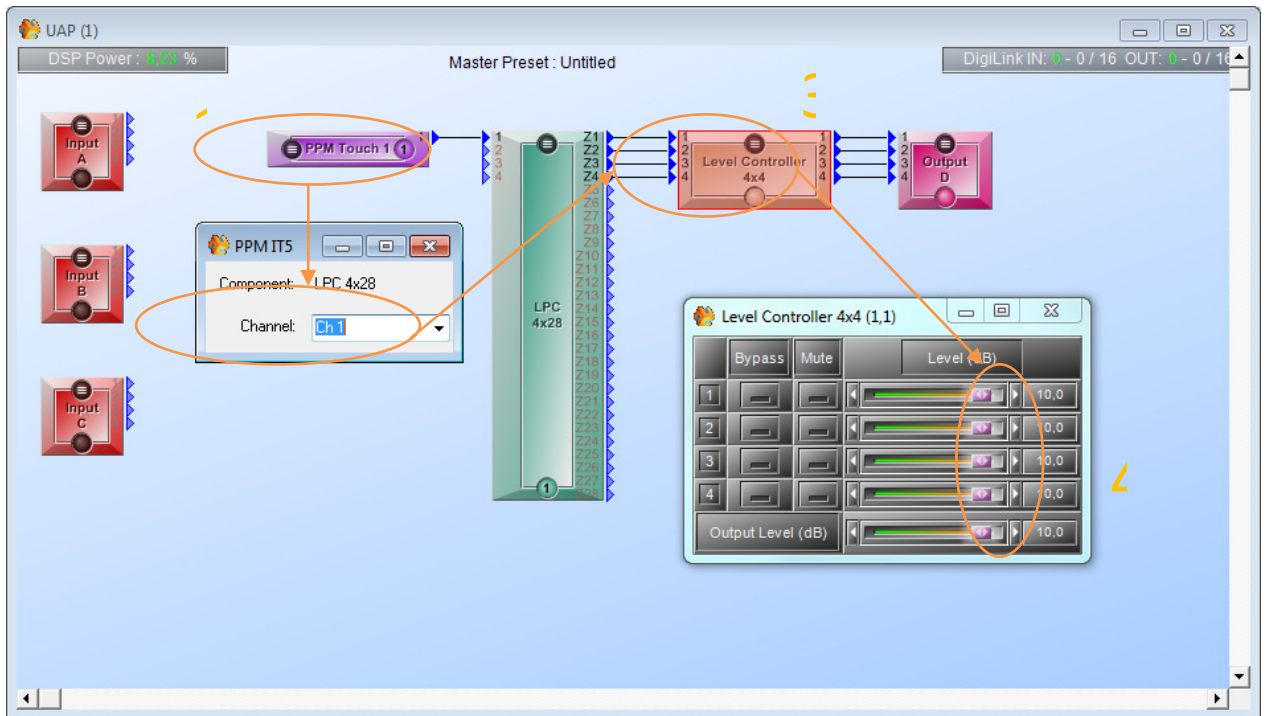 UAP (1)
DSP Power : 8,23 %
Master Preset : Untitled
DigiLink IN: 0 - 0 / 16 OUT: 0 - 0 / 16
Input
A
PPM Touch 1 1
1
1
2
3
4
LPC
4x28
1
Z1
Z2
Z3
Z4
Z5
Z6
Z7
Z8
Z9
Z10
Z11
Z12
Z13
Z14
Z15
Z16
Z17
Z18
Z19
Z20
Z21
Z22
Z23
Z24
Z25
Z26
Z27
Z28
1
2
3
4
Level Controller
4x4
1
2
3
4
1
2
3
4
Output
D
Input
B
Input
C
PPM IT5
Component: LPC 4x28
Channel: Ch 1
Level Controller 4x4 (1,1)
Bypass Mute Level (dB)
1 10,0
2 10,0
3 10,0
4 10,0
Output Level (dB) 10,0